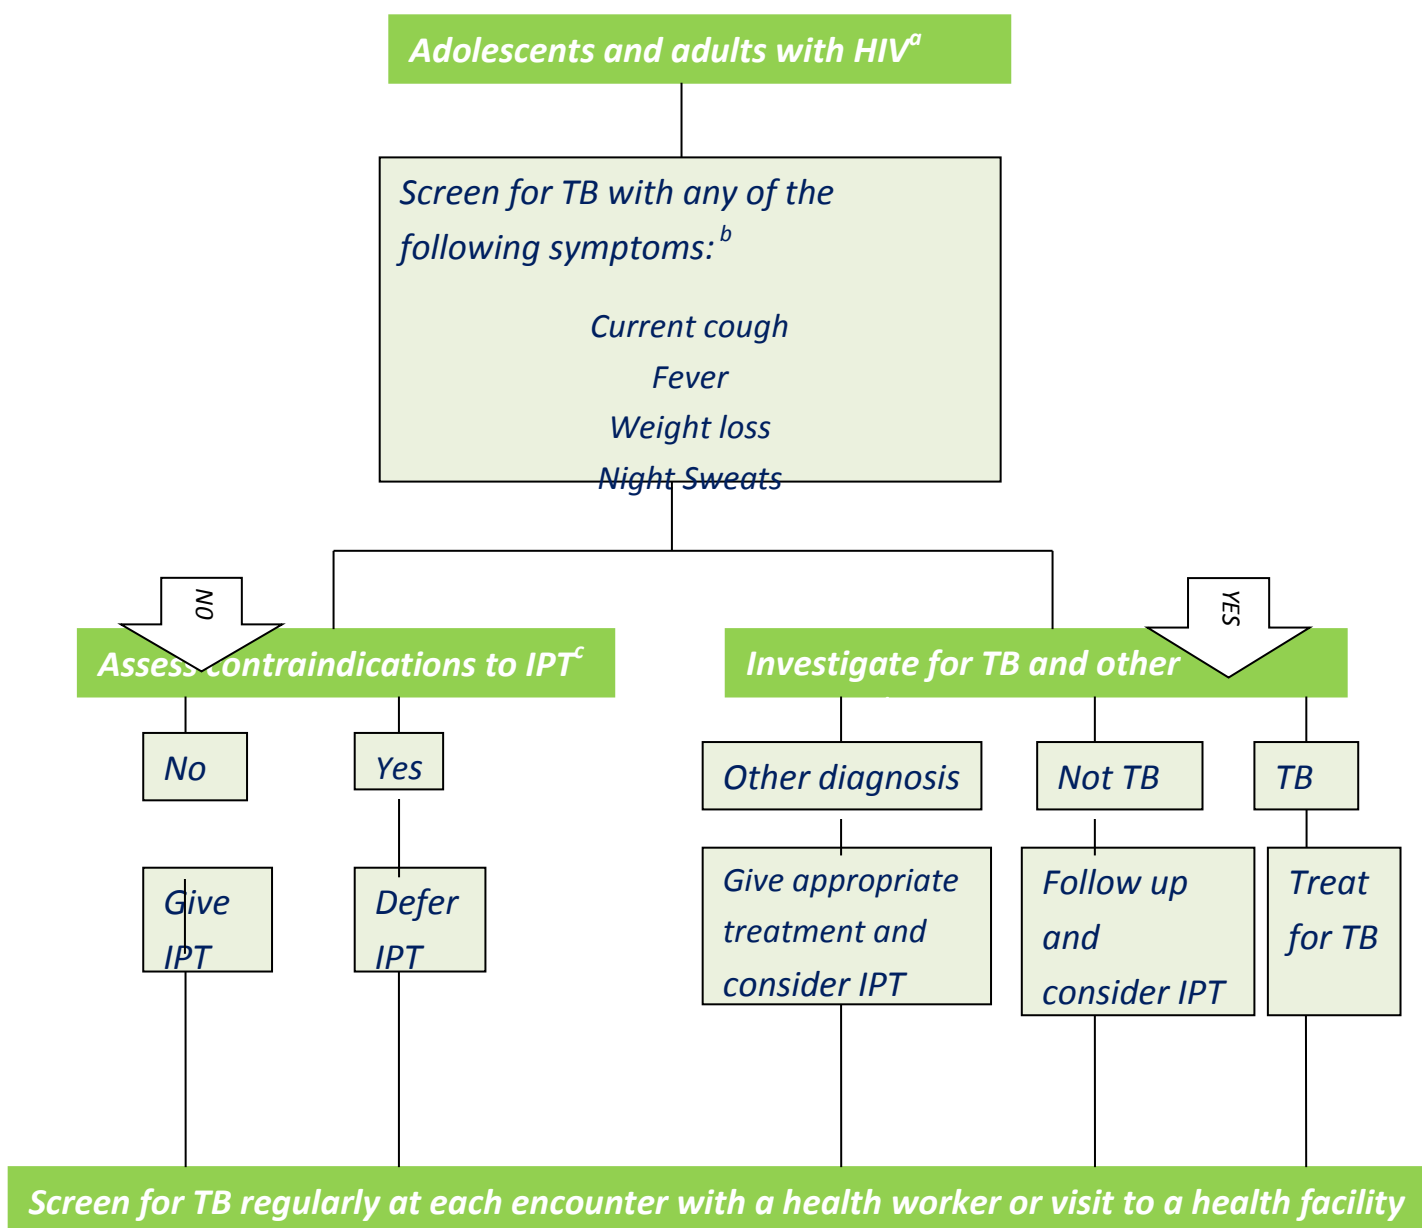 Adolescents and adults with HIVᵃ
Screen for TB with any of the
following symptoms: ᵇ
Current cough
Fever
Weight loss
Night Sweats
NO
YES
Assess contraindications to IPTᶜ
Investigate for TB and other
No
Yes
Other diagnosis
Not TB
TB
Give
IPT
Defer
IPT
Give appropriate
treatment and
consider IPT
Follow up
and
consider IPT
Treat
for TB
Screen for TB regularly at each encounter with a health worker or visit to a health facility